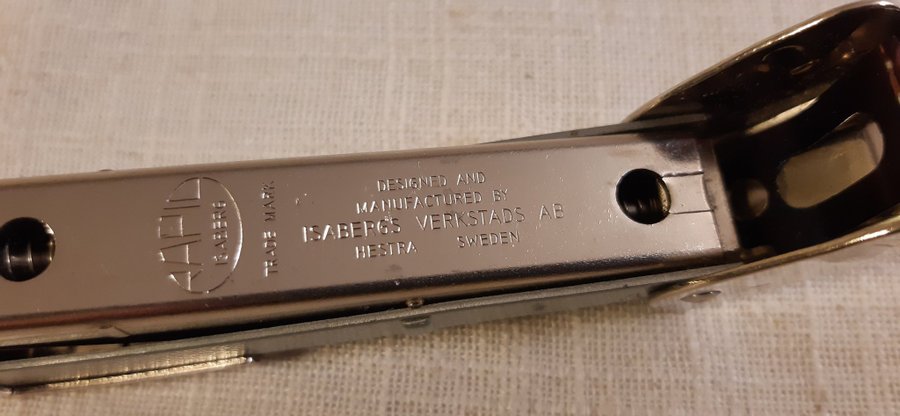 RAPID
ISABERG
TRADE MARK
DESIGNED AND
MANUFACTURED BY
ISABERGS VERKSTADS AB
HESTRA SWEDEN